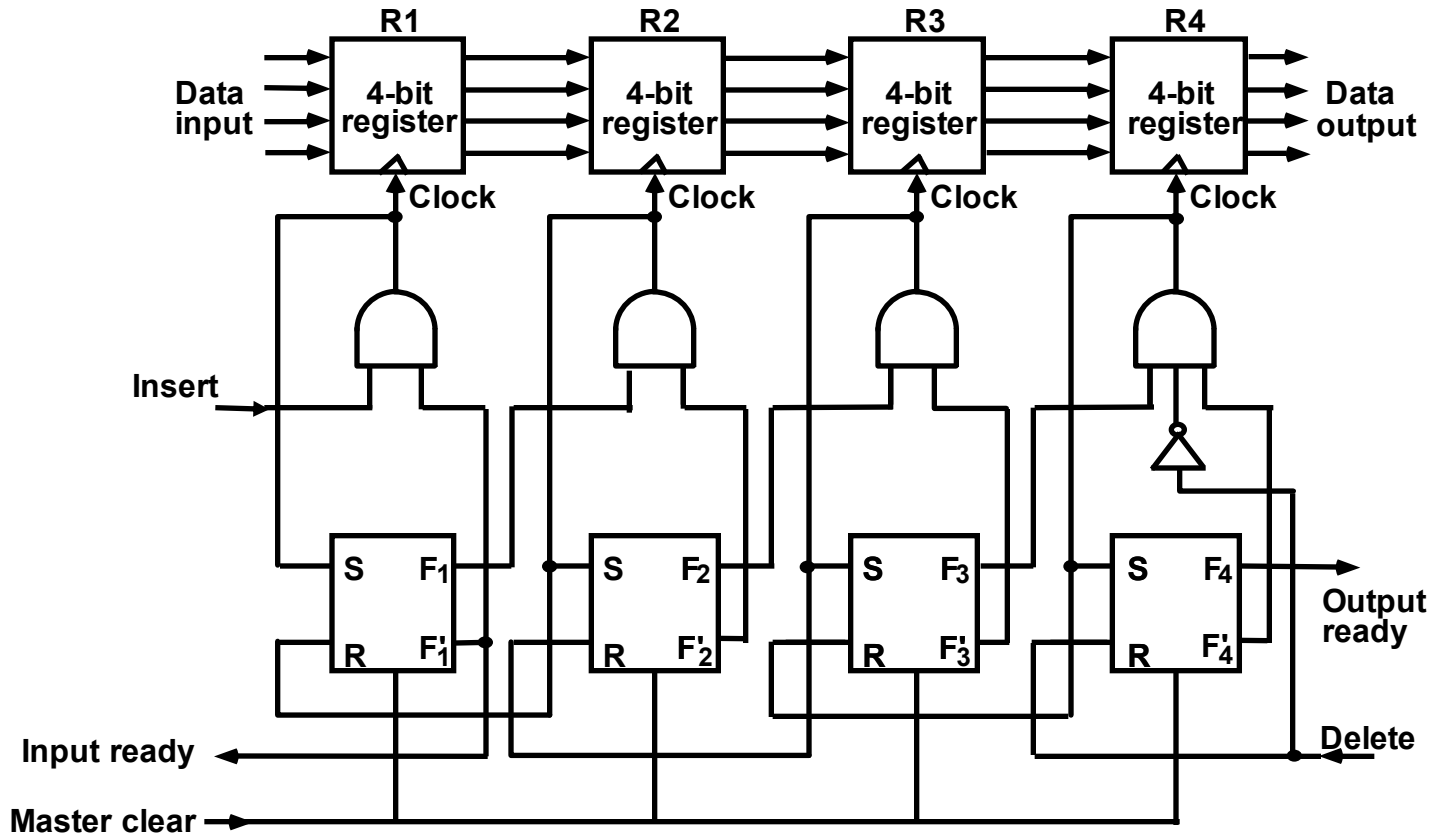 R1
R2
R3
R4
Data
input
4-bit
register
4-bit
register
4-bit
register
4-bit
register
Data
output
Clock
Clock
Clock
Clock
Insert
S
F1
R
F'1
S
F2
R
F'2
S
F3
R
F'3
S
F4
R
F'4
Output
ready
Input ready
Delete
Master clear